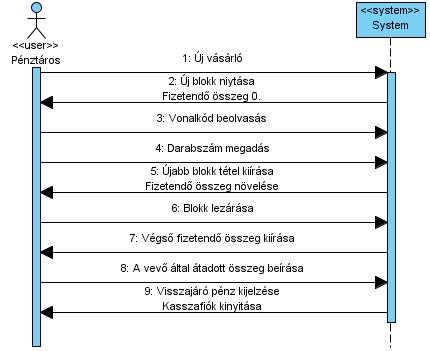 <<user>>
Pénztáros
<<system>>
System
1: Új vásárló
2: Új blokk niytása
Fizetendő összeg 0.
3: Vonalkód beolvasás
4: Darabszám megadás
5: Újabb blokk tétel kiírása
Fizetendő összeg növelése
6: Blokk lezárása
7: Végső fizetendő összeg kiírása
8: A vevő által átadott összeg beírása
9: Visszajáró pénz kijelzése
Kasszafiók kinyitása